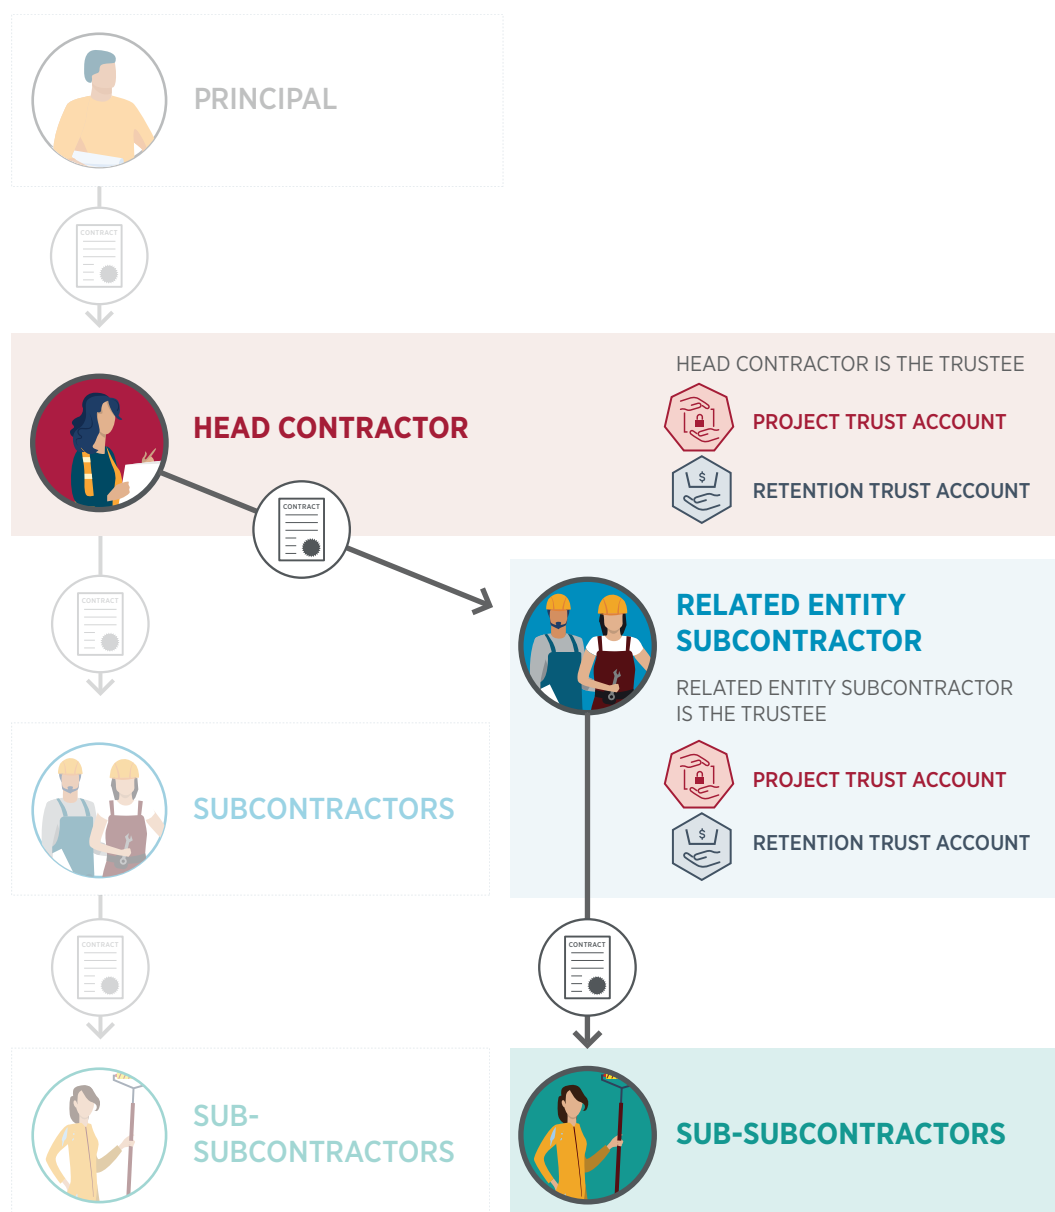 PRINCIPAL
CONTRACT
HEAD CONTRACTOR IS THE TRUSTEE
HEAD CONTRACTOR
PROJECT TRUST ACCOUNT
$
RETENTION TRUST ACCOUNT
CONTRACT
CONTRACT
RELATED ENTITY
SUBCONTRACTOR
RELATED ENTITY SUBCONTRACTOR
IS THE TRUSTEE
PROJECT TRUST ACCOUNT
$
RETENTION TRUST ACCOUNT
SUBCONTRACTORS
CONTRACT
CONTRACT
SUB-
SUBCONTRACTORS
SUB-SUBCONTRACTORS